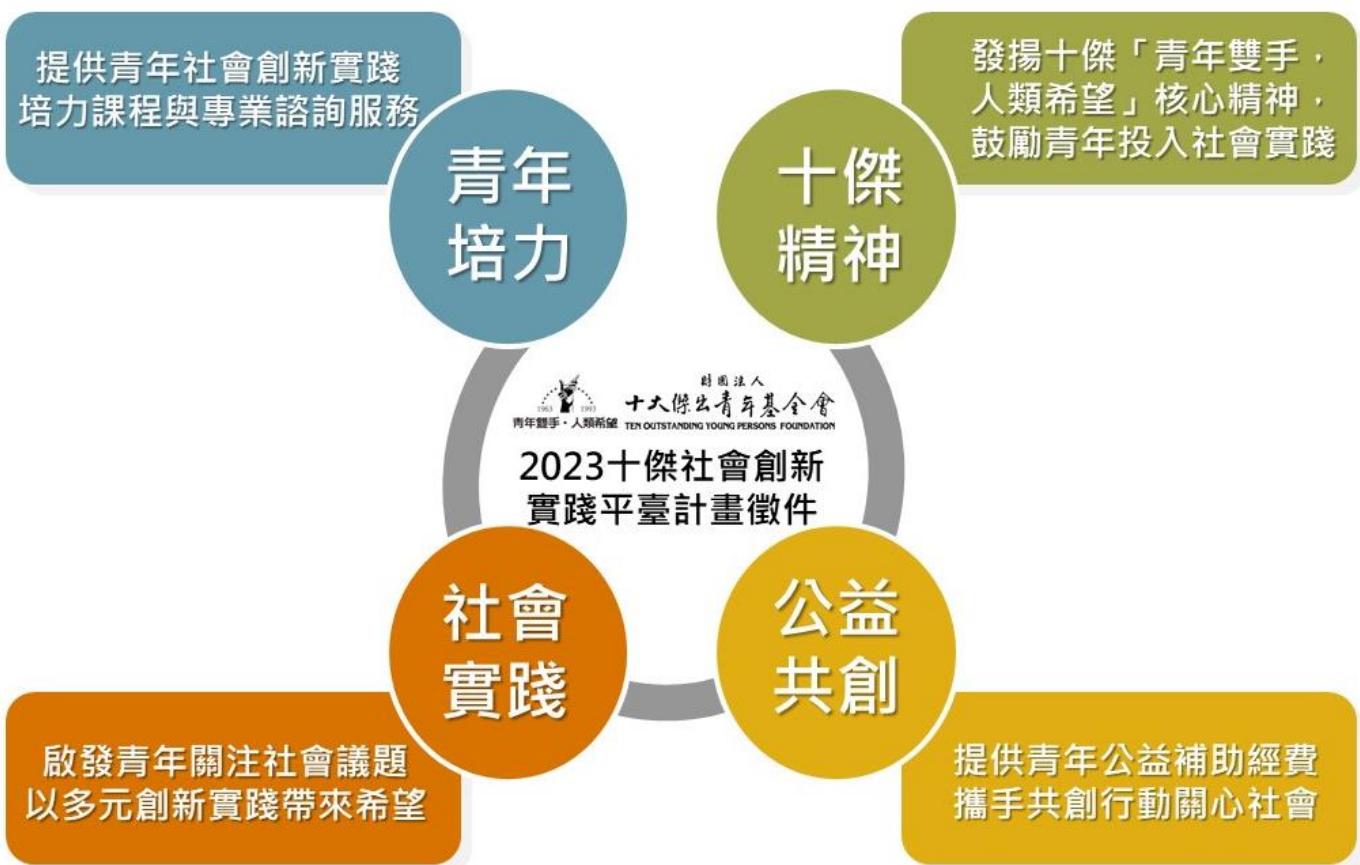 提供青年社會創新實踐
培力課程與專業諮詢服務
青年
培力
發揚十傑「青年雙手，
人類希望」核心精神，
鼓勵青年投入社會實踐
十傑
精神
1963 1993
青年雙手・人類希望
財團法人
十大傑出青年基金會
TEN OUTSTANDING YOUNG PERSONS FOUNDATION
2023十傑社會創新
實踐平臺計畫徵件
社會
實踐
啟發青年關注社會議題
以多元創新實踐帶來希望
公益
共創
提供青年公益補助經費
攜手共創行動關心社會